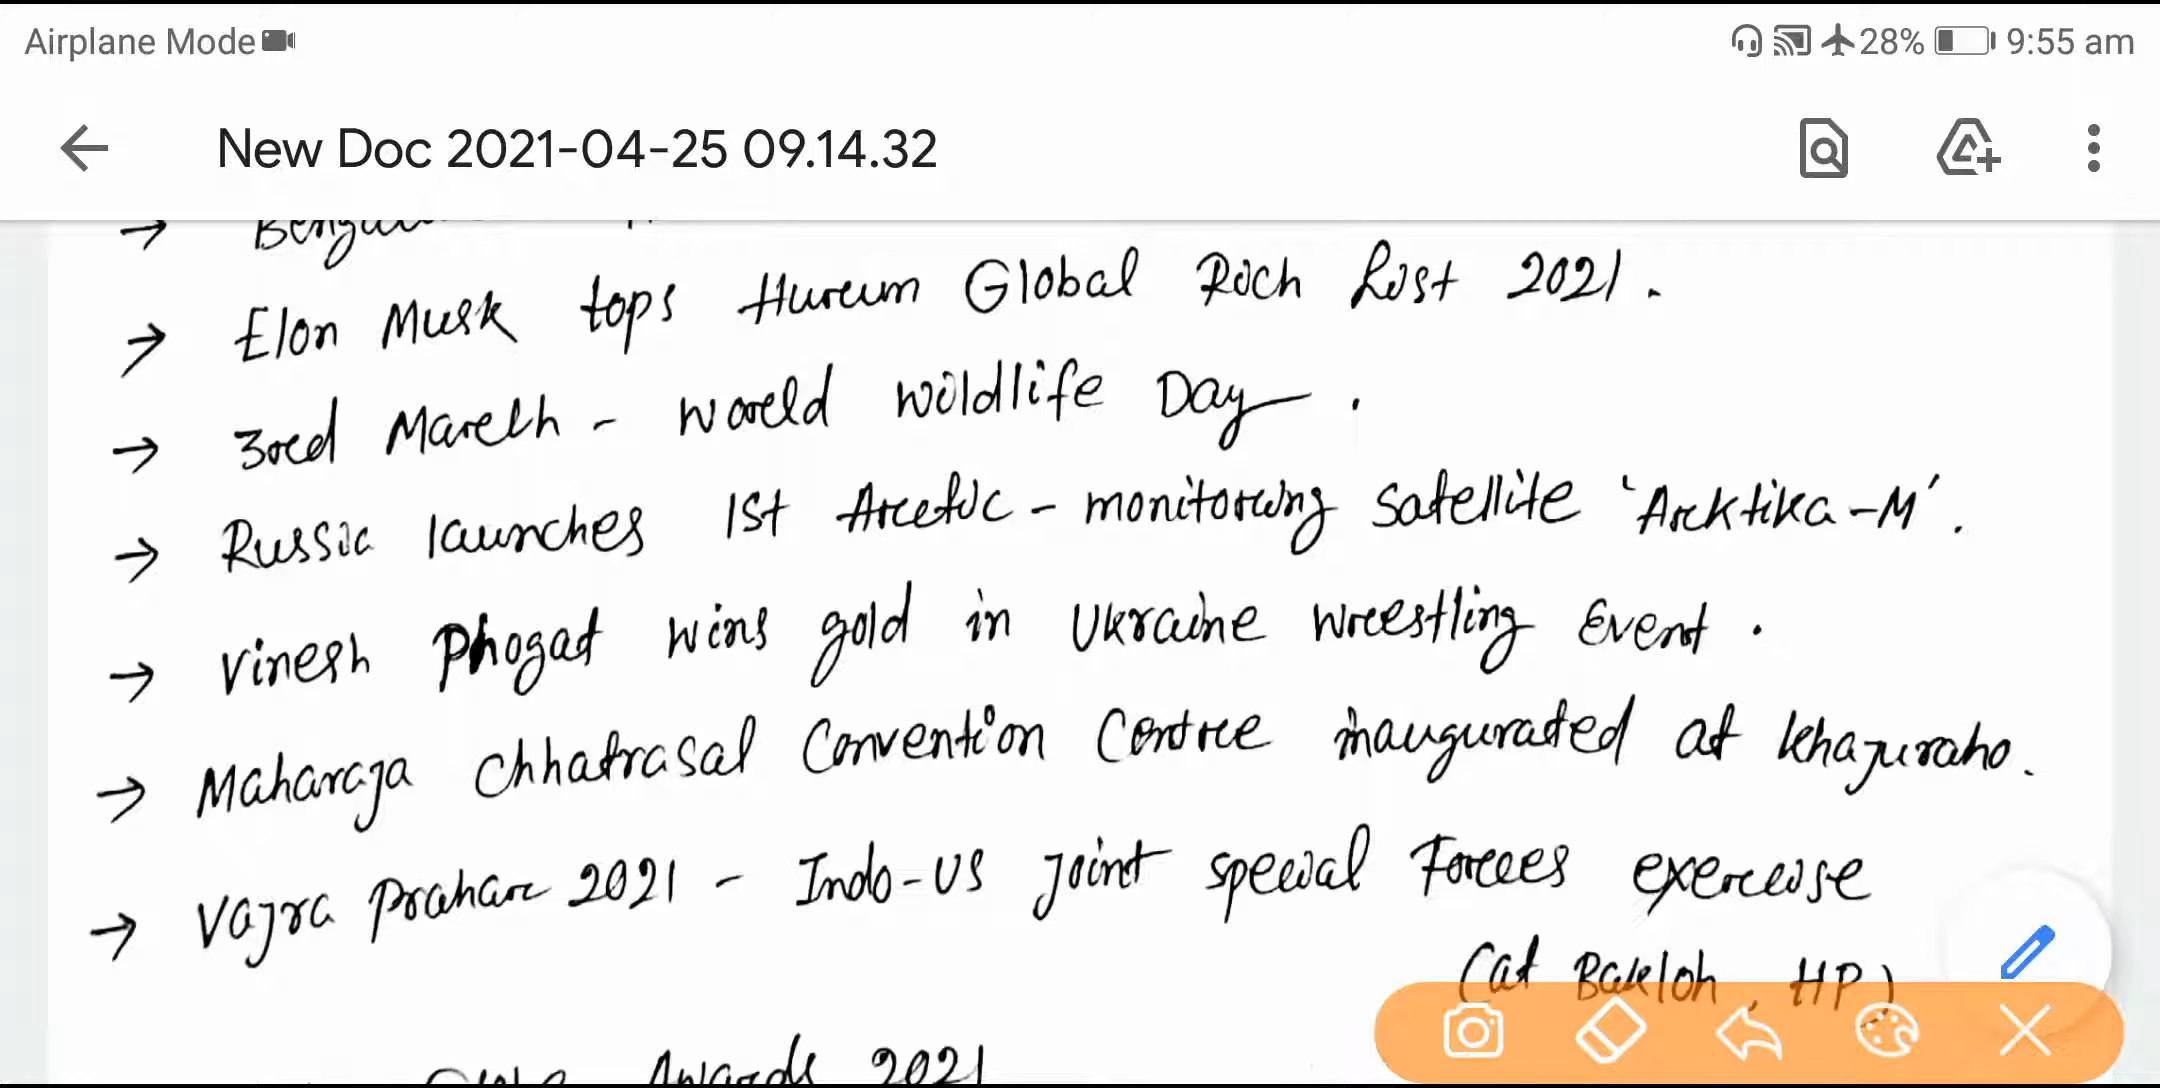 Airplane Mode 28% 9:55 am
New Doc 2021-04-25 09.14.32
→ Elon Musk tops Hurun Global Rich List 2021.
→ 3rd March - World Wildlife Day.
→ Russia launches 1st Arctic-monitoring satellite 'Arktika-M'.
→ Vinesh Phogat wins gold in Ukraine Wrestling Event.
→ Maharaja Chhatrasal Convention Centre inaugurated at Khajuraho.
→ Vajra Prahar 2021 - Indo-US Joint special Forces exercise
(at Bakloh, HP)
Awards 2021